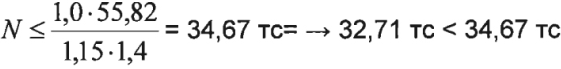 N ≤ 1,0·55,82 / 1,15·1,4 = 34,67 тс= → 32,71 тс < 34,67 тс